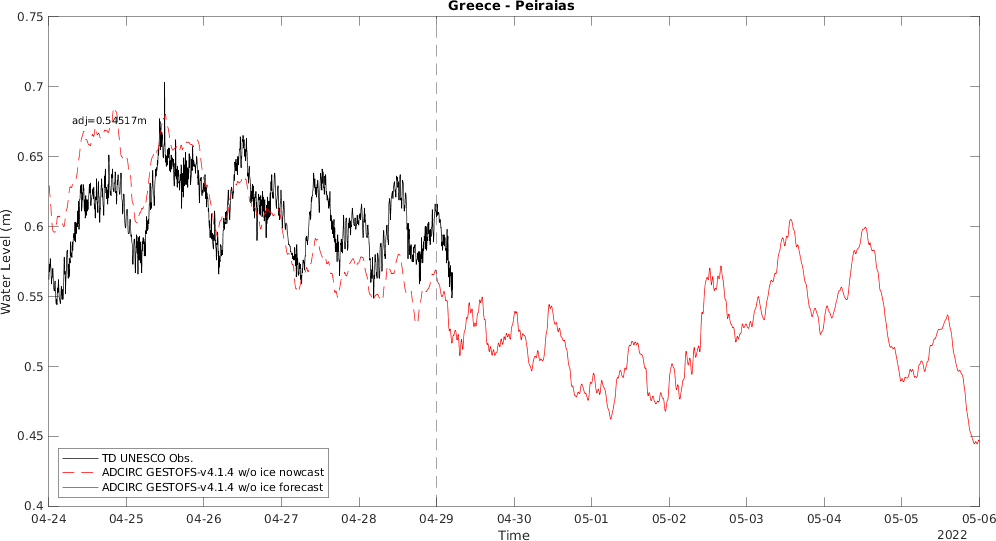 Greece - Peiraias
0.75
0.7
0.65
0.6
0.55
0.5
0.45
0.4
Water Level (m)
adj=0.54517m
TD UNESCO Obs.
ADCIRC GESTOFS-v4.1.4 w/o ice nowcast
ADCIRC GESTOFS-v4.1.4 w/o ice forecast
04-24 04-25 04-26 04-27 04-28 04-29 04-30 05-01 05-02 05-03 05-04 05-05 05-06
Time
2022